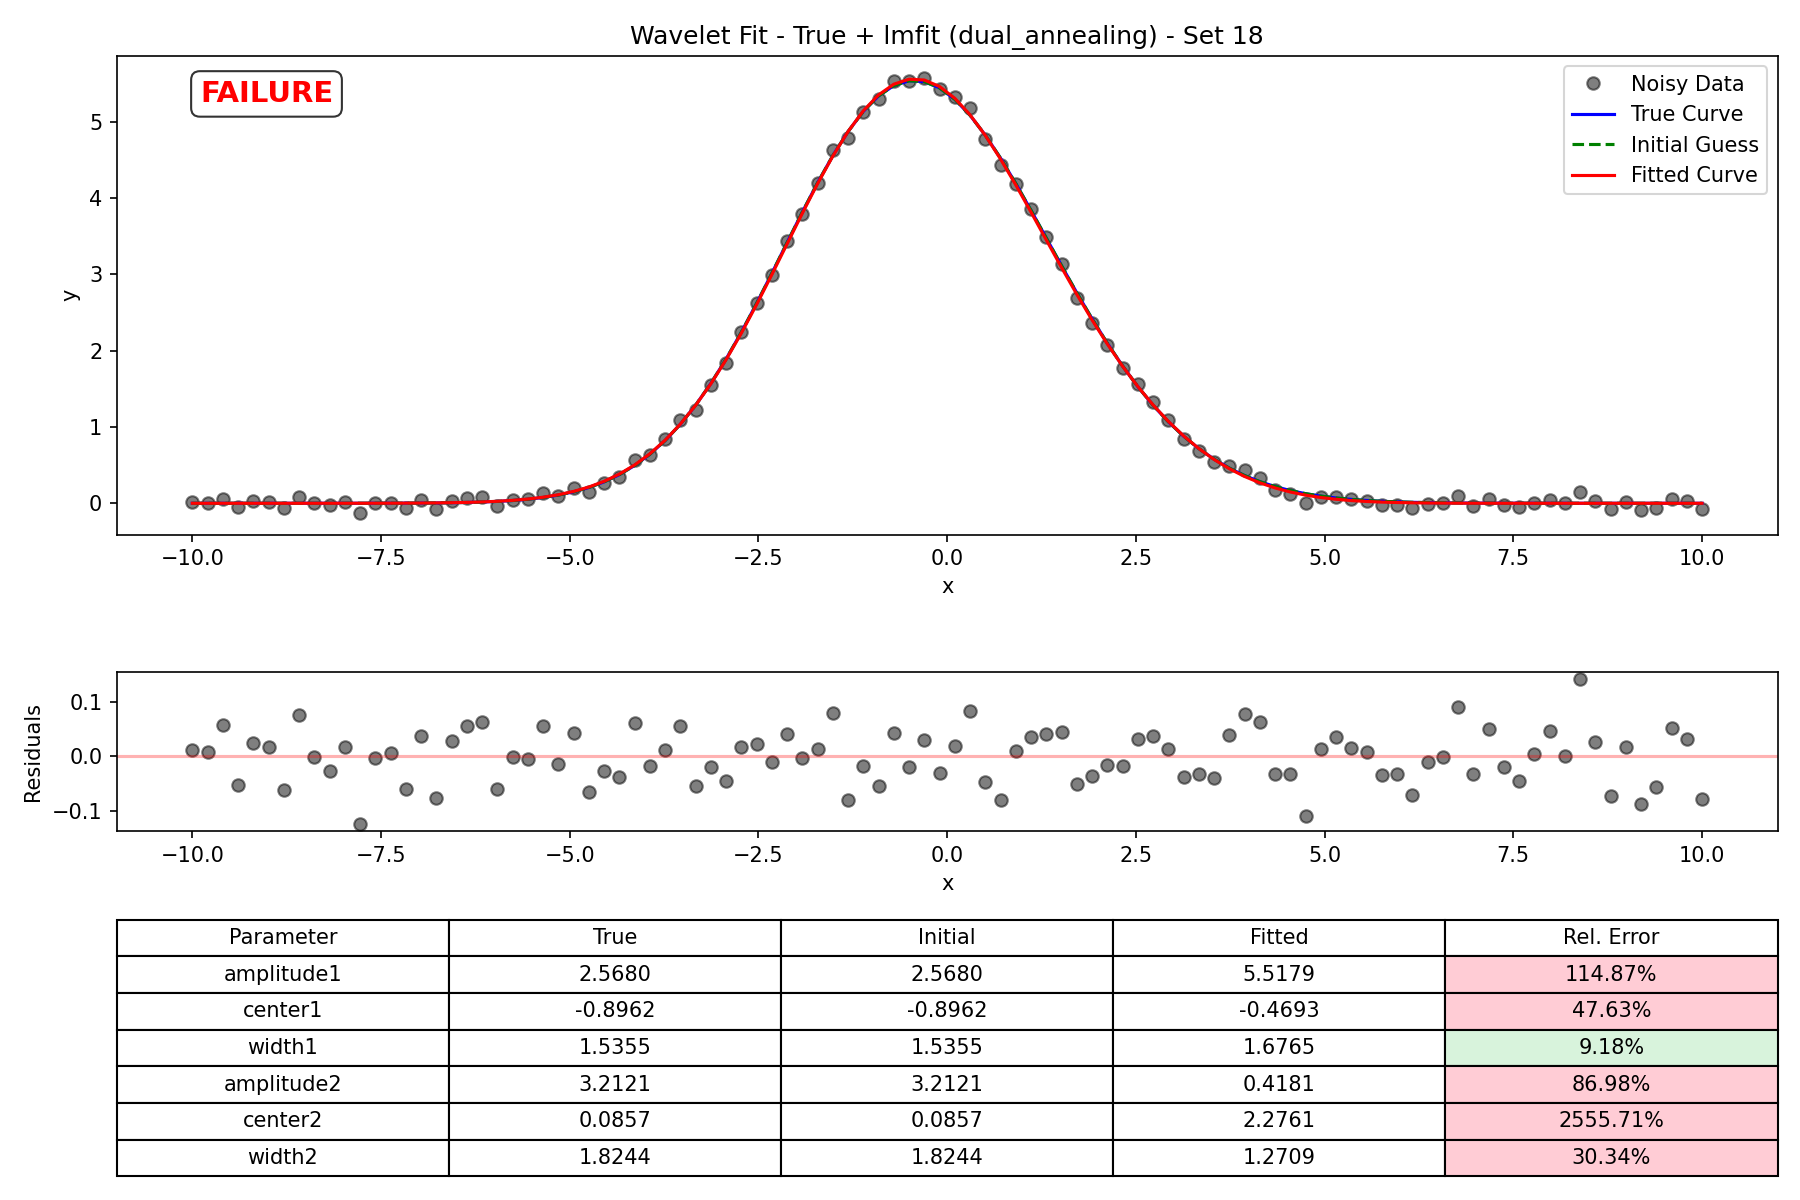 Wavelet Fit - True + lmfit (dual_annealing) - Set 18
FAILURE
Noisy Data
True Curve
Initial Guess
Fitted Curve
y
5
4
3
2
1
0
−10.0 −7.5 −5.0 −2.5 0.0 2.5 5.0 7.5 10.0
x
Residuals
0.1
0.0
−0.1
−10.0 −7.5 −5.0 −2.5 0.0 2.5 5.0 7.5 10.0
x
Parameter True Initial Fitted Rel. Error
amplitude1 2.5680 2.5680 5.5179 114.87%
center1 -0.8962 -0.8962 -0.4693 47.63%
width1 1.5355 1.5355 1.6765 9.18%
amplitude2 3.2121 3.2121 0.4181 86.98%
center2 0.0857 0.0857 2.2761 2555.71%
width2 1.8244 1.8244 1.2709 30.34%